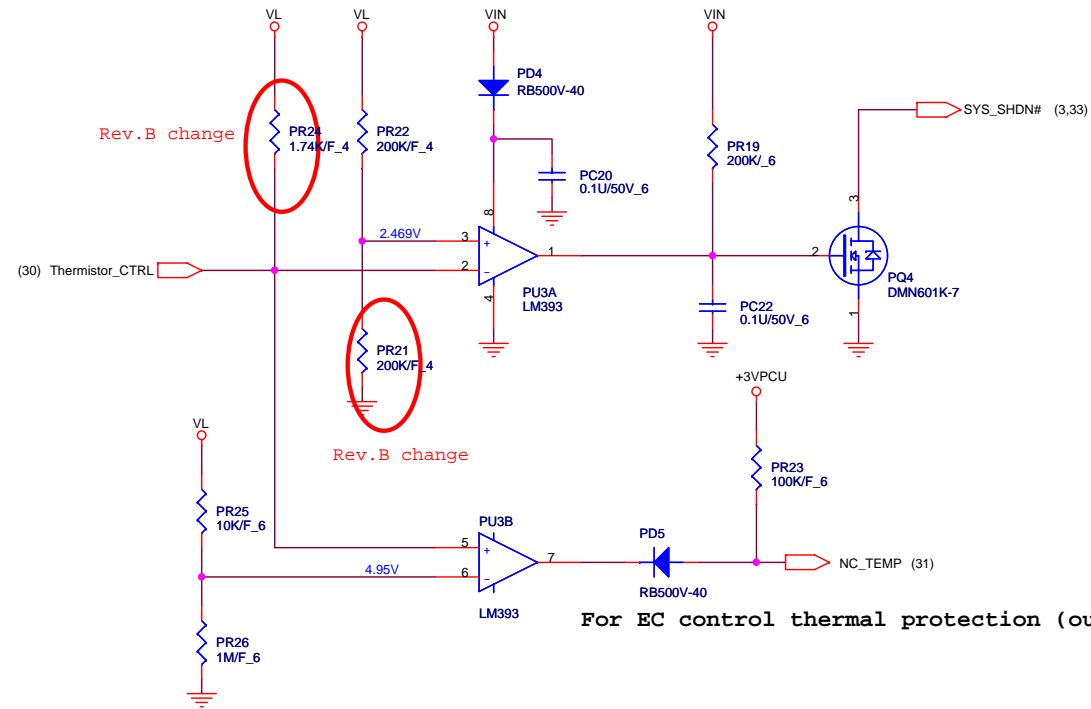 VL
VL
VIN
VIN
PD4
RB500V-40
SYS_SHDN# (3,33)
Rev.B change
PR24
1.74K/F_4
PR22
200K/F_4
PR19
200K/_6
PC20
0.1U/50V_6
3
8
2.469V
3
+
(30) Thermistor_CTRL
2
−
1
2
4
PU3A
LM393
PQ4
DMN601K-7
PC22
0.1U/50V_6
1
PR21
200K/F_4
+3VPCU
VL
Rev.B change
PR23
100K/F_6
PR25
10K/F_6
PU3B
PD5
5
+
7
NC_TEMP (31)
4.95V
6
−
RB500V-40
LM393
For EC control thermal protection (ou
PR26
1M/F_6